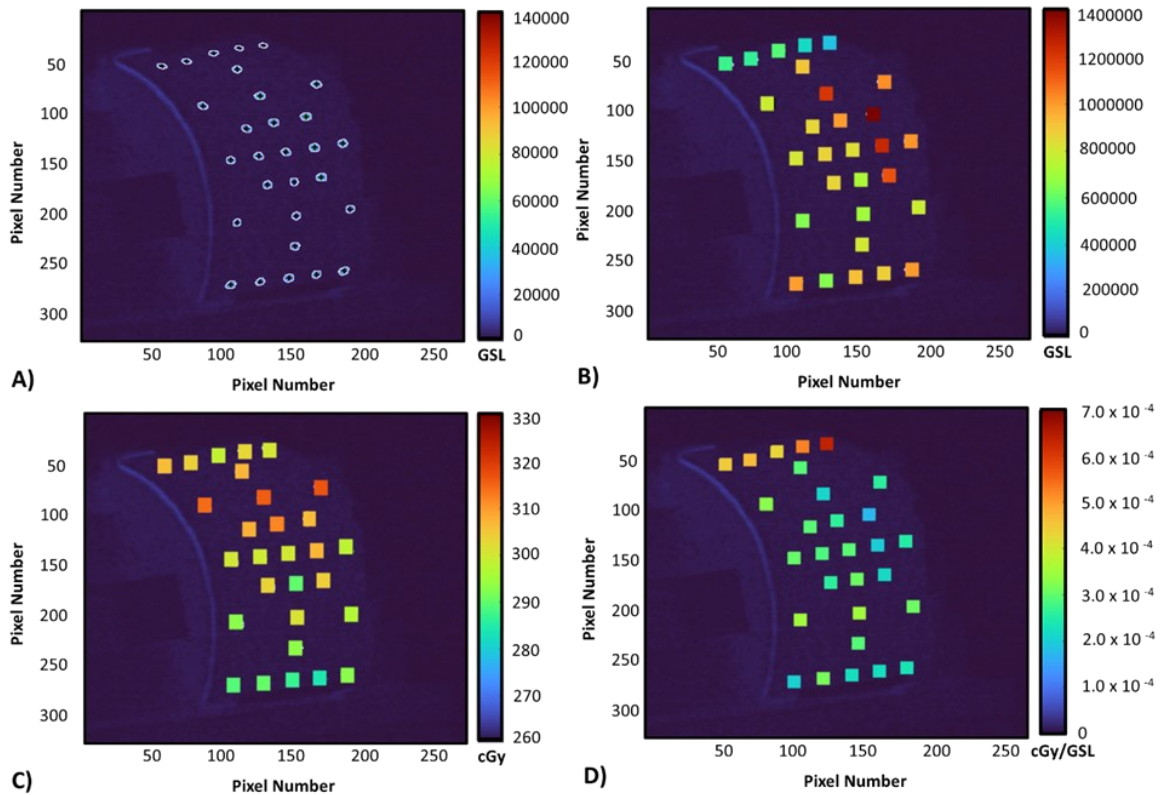 140000
120000
100000
80000
60000
40000
20000
0
GSL
50
100
150
200
250
300
Pixel Number
50 100 150 200 250
Pixel Number
A)
1400000
1200000
1000000
800000
600000
400000
200000
0
GSL
50
100
150
200
250
300
Pixel Number
50 100 150 200 250
Pixel Number
B)
330
320
310
300
290
280
270
260
cGy
50
100
150
200
250
300
Pixel Number
50 100 150 200 250
Pixel Number
C)
7.0 x 10 -4
6.0 x 10 -4
5.0 x 10 -4
4.0 x 10 -4
3.0 x 10 -4
2.0 x 10 -4
1.0 x 10 -4
0
cGy/GSL
50
100
150
200
250
300
Pixel Number
50 100 150 200 250
Pixel Number
D)